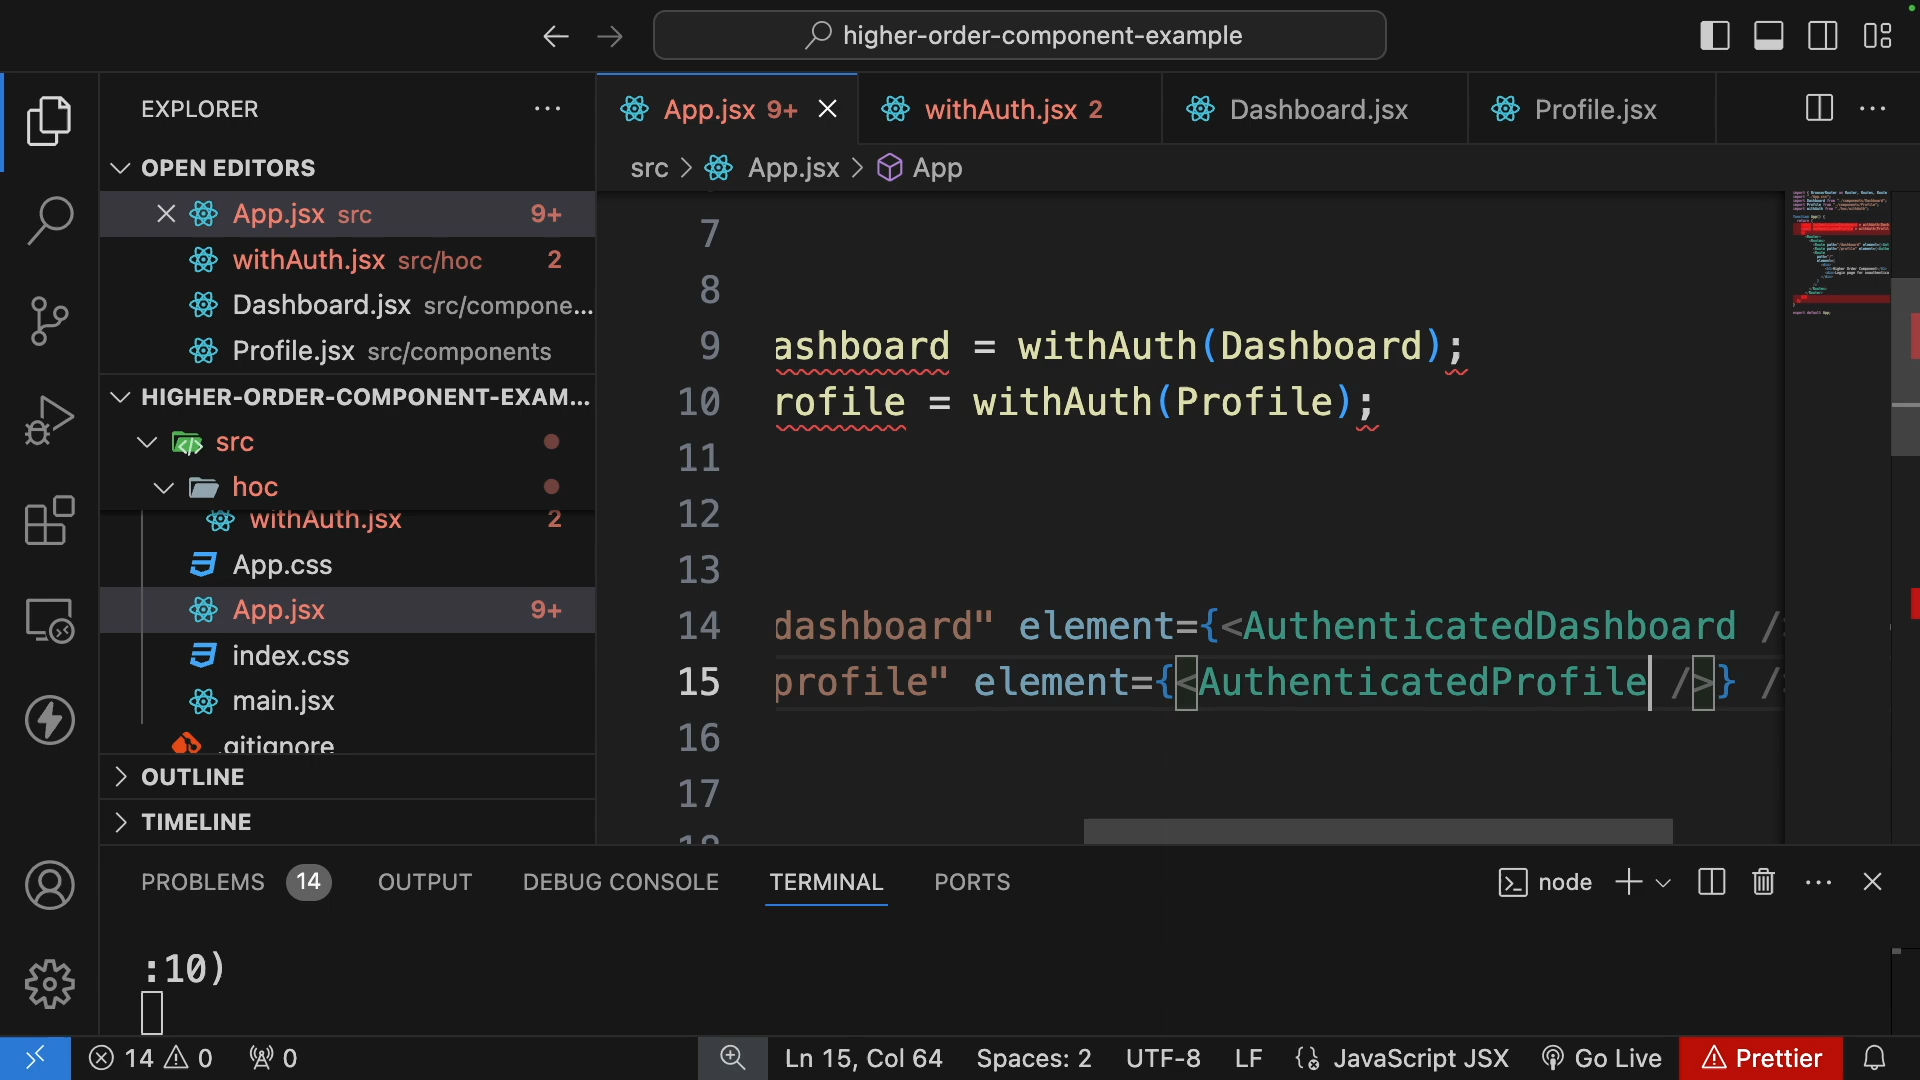 higher-order-component-example
EXPLORER
OPEN EDITORS
App.jsx src 9+
withAuth.jsx src/hoc 2
Dashboard.jsx src/compone...
Profile.jsx src/components
HIGHER-ORDER-COMPONENT-EXAM...
src
hoc
withAuth.jsx 2
App.css
App.jsx 9+
index.css
main.jsx
.gitignore
OUTLINE
TIMELINE
App.jsx 9+
withAuth.jsx 2
Dashboard.jsx
Profile.jsx
src > App.jsx > App
7
8
9 ashboard = withAuth(Dashboard);
10 rofile = withAuth(Profile);
11
12
13
14 dashboard" element={<AuthenticatedDashboard /
15 profile" element={<AuthenticatedProfile />} /
16
17
18
PROBLEMS 14 OUTPUT DEBUG CONSOLE TERMINAL PORTS
node
:10)
14 0 0
Ln 15, Col 64 Spaces: 2 UTF-8 LF JavaScript JSX Go Live Prettier